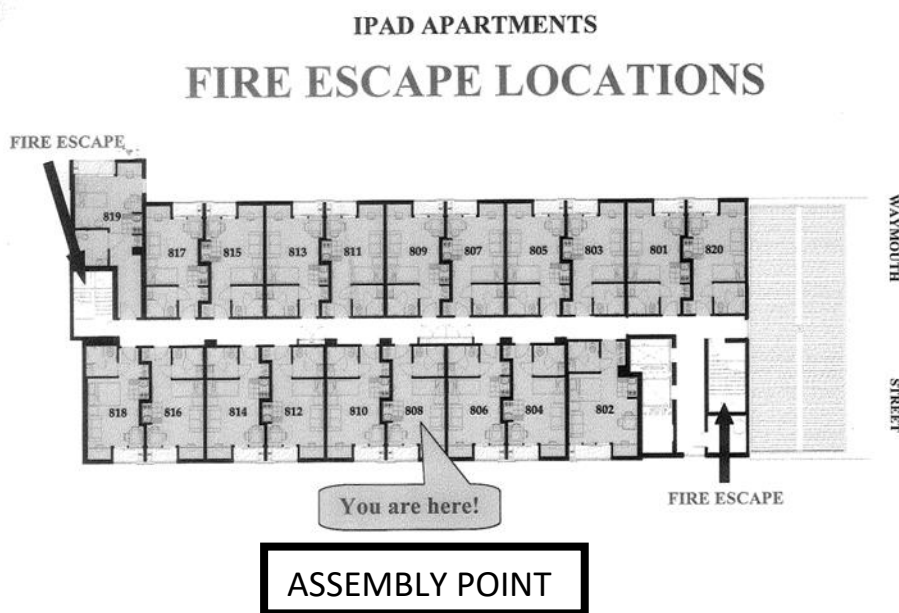 IPAD APARTMENTS
FIRE ESCAPE LOCATIONS
FIRE ESCAPE
819
817 815 813 811 809 807 805 803 801 820
WAYMOUTH
STREET
818 816 814 812 810 808 806 804 802
You are here!
FIRE ESCAPE
ASSEMBLY POINT